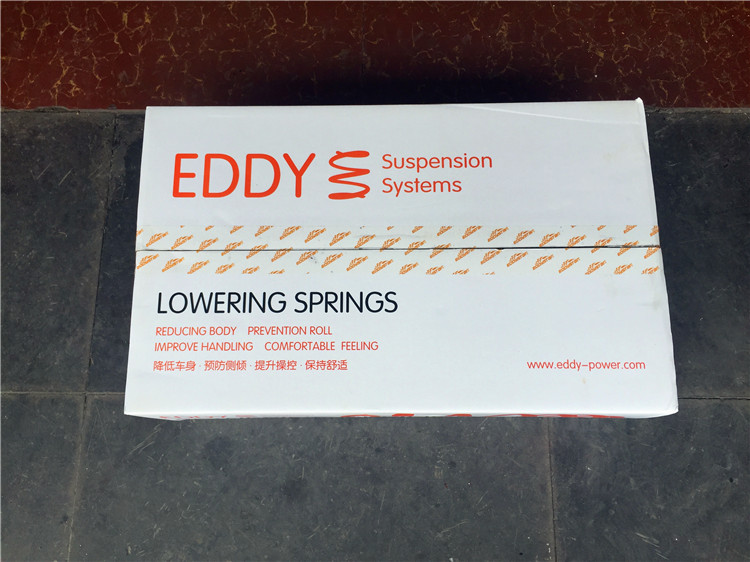 EDDY Suspension
Systems
LOWERING SPRINGS
REDUCING BODY PREVENTION ROLL
IMPROVE HANDLING COMFORTABLE FEELING
降低车身·预防侧倾·提升操控·保持舒适
www.eddy-power.com